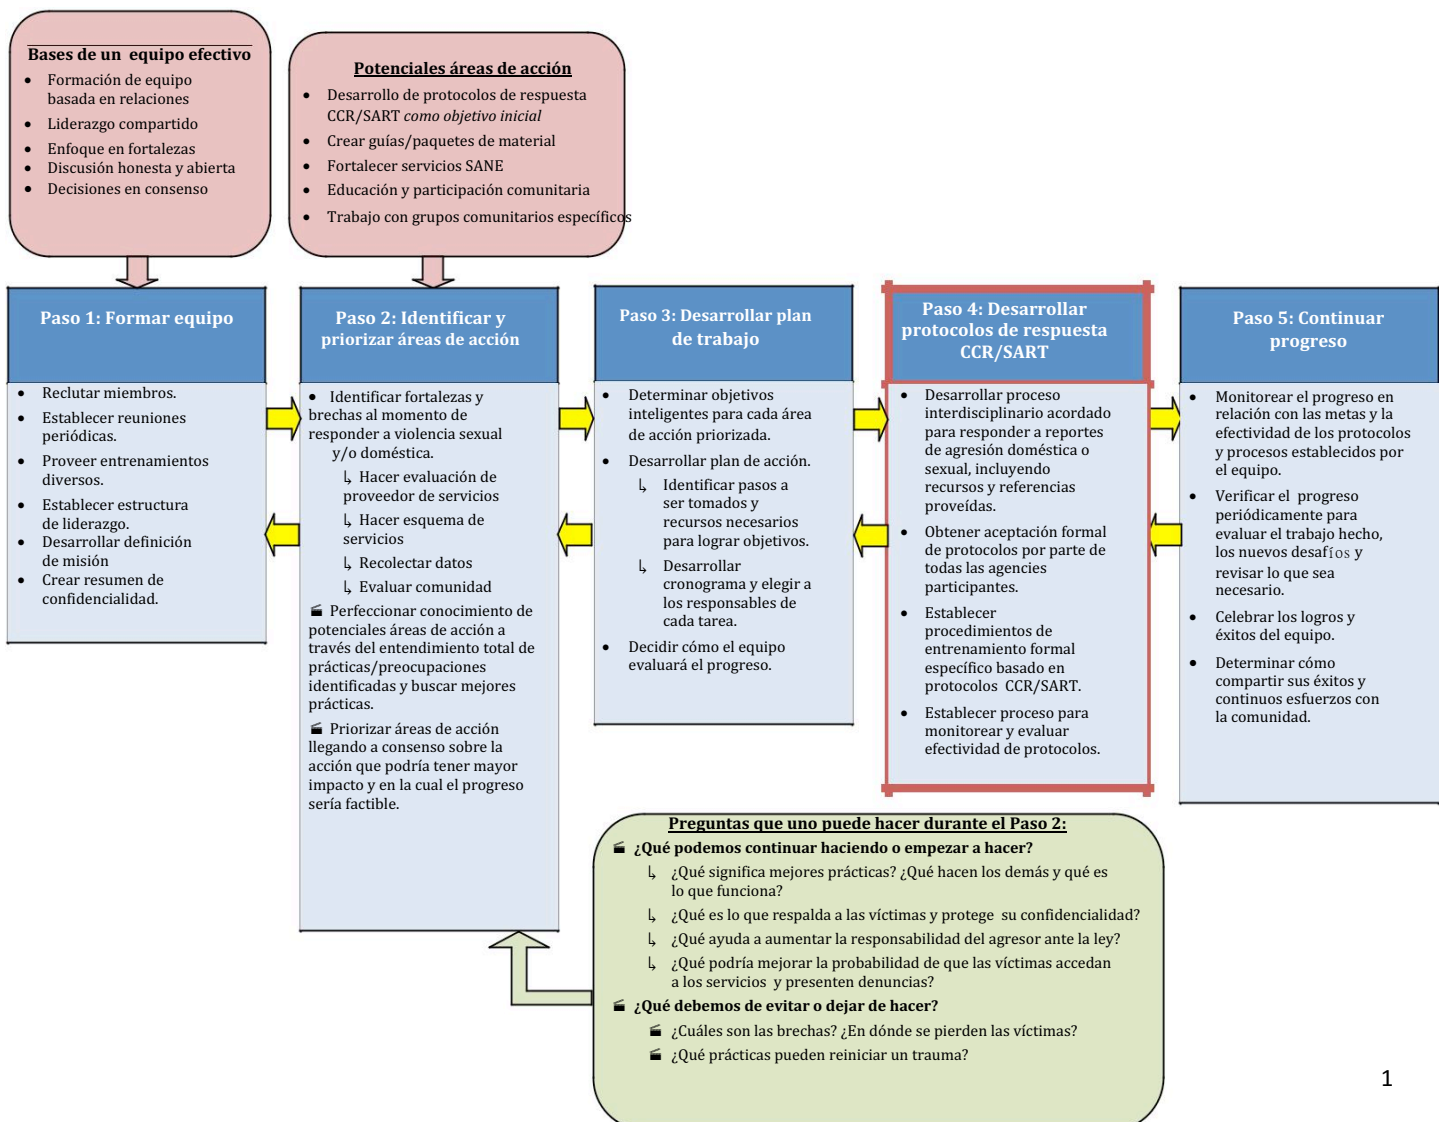 Bases de un equipo efectivo
• Formación de equipo
basada en relaciones
• Liderazgo compartido
• Enfoque en fortalezas
• Discusión honesta y abierta
• Decisiones en consenso
Potenciales áreas de acción
• Desarrollo de protocolos de respuesta
CCR/SART como objetivo inicial
• Crear guías/paquetes de material
• Fortalecer servicios SANE
• Educación y participación comunitaria
• Trabajo con grupos comunitarios específicos
Paso 1: Formar equipo
• Reclutar miembros.
• Establecer reuniones
periódicas.
• Proveer entrenamientos
diversos.
• Establecer estructura
de liderazgo.
• Desarrollar definición
de misión
• Crear resumen de
confidencialidad.
Paso 2: Identificar y
priorizar áreas de acción
• Identificar fortalezas y
brechas al momento de
responder a violencia sexual
y/o doméstica.
↳ Hacer evaluación de
proveedor de servicios
↳ Hacer esquema de
servicios
↳ Recolectar datos
↳ Evaluar comunidad
Perfeccionar conocimiento de
potenciales áreas de acción a
través del entendimiento total de
prácticas/preocupaciones
identificadas y buscar mejores
prácticas.
Priorizar áreas de acción
llegando a consenso sobre la
acción que podría tener mayor
impacto y en la cual el progreso
sería factible.
Paso 3: Desarrollar plan
de trabajo
• Determinar objetivos
inteligentes para cada área
de acción priorizada.
• Desarrollar plan de acción.
↳ Identificar pasos a
ser tomados y
recursos necesarios
para lograr objetivos.
↳ Desarrollar
cronograma y elegir a
los responsables de
cada tarea.
• Decidir cómo el equipo
evaluará el progreso.
Paso 4: Desarrollar
protocolos de respuesta
CCR/SART
• Desarrollar proceso
interdisciplinario acordado
para responder a reportes
de agresión doméstica o
sexual, incluyendo
recursos y referencias
proveídas.
• Obtener aceptación formal
de protocolos por parte de
todas las agencies
participantes.
• Establecer
procedimientos de
entrenamiento formal
específico basado en
protocolos CCR/SART.
• Establecer proceso para
monitorear y evaluar
efectividad de protocolos.
Paso 5: Continuar
progreso
• Monitorear el progreso en
relación con las metas y la
efectividad de los protocolos
y procesos establecidos por
el equipo.
• Verificar el progreso
periódicamente para
evaluar el trabajo hecho,
los nuevos desafíos y
revisar lo que sea
necesario.
• Celebrar los logros y
éxitos del equipo.
• Determinar cómo
compartir sus éxitos y
continuos esfuerzos con
la comunidad.
Preguntas que uno puede hacer durante el Paso 2:
¿Qué podemos continuar haciendo o empezar a hacer?
↳ ¿Qué significa mejores prácticas? ¿Qué hacen los demás y qué es
lo que funciona?
↳ ¿Qué es lo que respalda a las víctimas y protege su confidencialidad?
↳ ¿Qué ayuda a aumentar la responsabilidad del agresor ante la ley?
↳ ¿Qué podría mejorar la probabilidad de que las víctimas accedan
a los servicios y presenten denuncias?
¿Qué debemos de evitar o dejar de hacer?
¿Cuáles son las brechas? ¿En dónde se pierden las víctimas?
¿Qué prácticas pueden reiniciar un trauma?
1